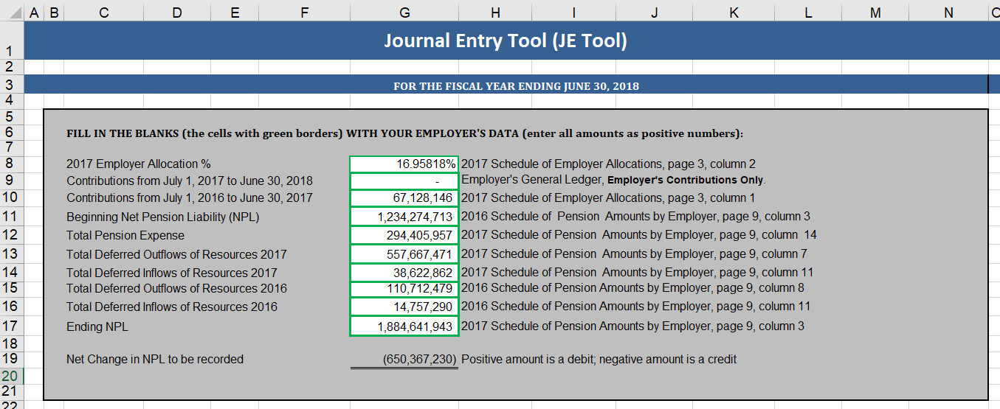 A B C D E F G H I J K L M N O
1 Journal Entry Tool (JE Tool)
2
3 FOR THE FISCAL YEAR ENDING JUNE 30, 2018
4
5
6 FILL IN THE BLANKS (the cells with green borders) WITH YOUR EMPLOYER'S DATA (enter all amounts as positive numbers):
7
8 2017 Employer Allocation % 16.95818% 2017 Schedule of Employer Allocations, page 3, column 2
9 Contributions from July 1, 2017 to June 30, 2018 - Employer's General Ledger, Employer's Contributions Only.
10 Contributions from July 1, 2016 to June 30, 2017 67,128,146 2017 Schedule of Employer Allocations, page 3, column 1
11 Beginning Net Pension Liability (NPL) 1,234,274,713 2016 Schedule of Pension Amounts by Employer, page 9, column 3
12 Total Pension Expense 294,405,957 2017 Schedule of Pension Amounts by Employer, page 9, column 14
13 Total Deferred Outflows of Resources 2017 557,667,471 2017 Schedule of Pension Amounts by Employer, page 9, column 7
14 Total Deferred Inflows of Resources 2017 38,622,862 2017 Schedule of Pension Amounts by Employer, page 9, column 11
15 Total Deferred Outflows of Resources 2016 110,712,479 2016 Schedule of Pension Amounts by Employer, page 9, column 8
16 Total Deferred Inflows of Resources 2016 14,757,290 2016 Schedule of Pension Amounts by Employer, page 9, column 11
17 Ending NPL 1,884,641,943 2017 Schedule of Pension Amounts by Employer, page 9, column 3
18
19 Net Change in NPL to be recorded (650,367,230) Positive amount is a debit; negative amount is a credit
20
21
22